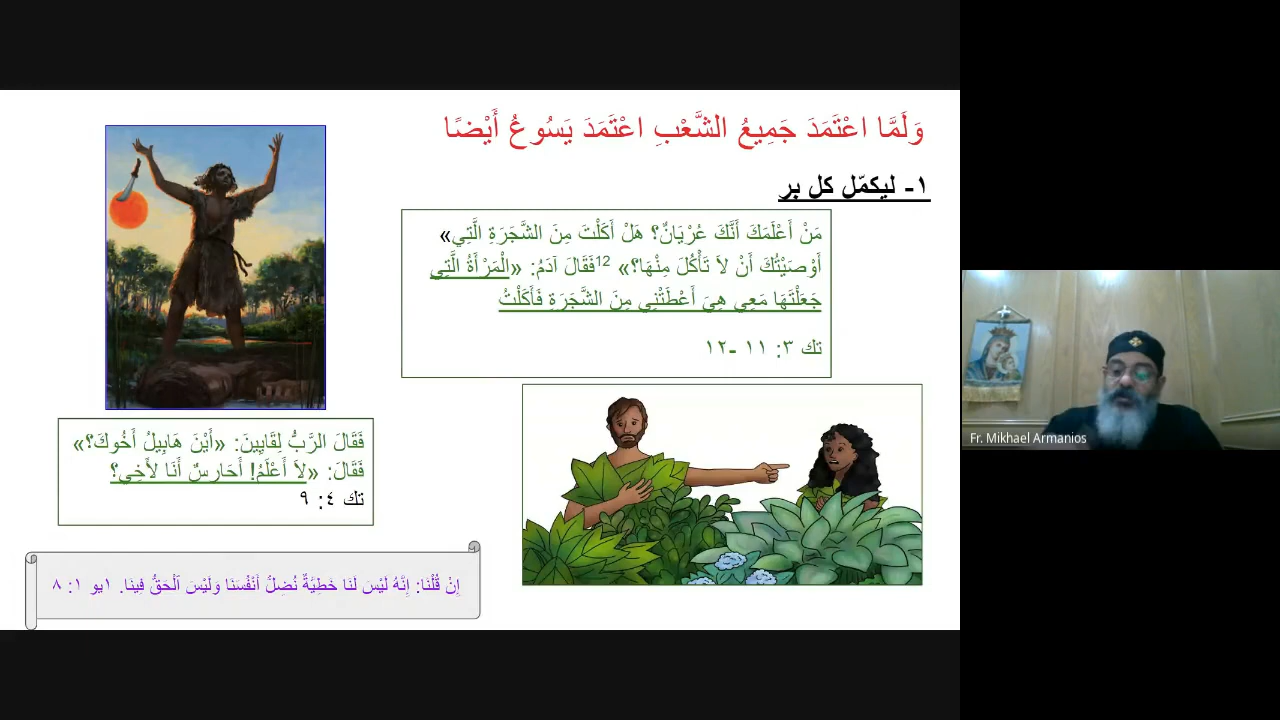 وَلَمَّا اعْتَمَدَ جَمِيعُ الشَّعْبِ اعْتَمَدَ يَسُوعُ أَيْضًا
١- ليكمّل كل بر
مَنْ أَعْلَمَكَ أَنَّكَ عُرْيَانٌ؟ هَلْ أَكَلْتَ مِنَ الشَّجَرَةِ الَّتِي»
أَوْصَيْتُكَ أَنْ لاَ تَأْكُلَ مِنْهَا؟» 12فَقَالَ آدَمُ: «الْمَرْأَةُ الَّتِي
جَعَلْتَهَا مَعِي هِيَ أَعْطَتْنِي مِنَ الشَّجَرَةِ فَأَكَلْتُ
تك ٣: ١١ -١٢
فَقَالَ الرَّبُّ لِقَايِينَ: «أَيْنَ هَابِيلُ أَخُوكَ؟»
فَقَالَ: «لاَ أَعْلَمُ! أَحَارِسٌ أَنَا لأَخِي؟
تك ٤: ٩
إِنْ قُلْنَا: إِنَّهُ لَيْسَ لَنَا خَطِيَّةٌ نُضِلُّ أَنْفُسَنَا وَلَيْسَ ٱلْحَقُّ فِينَا. ١يو ١: ٨
Fr. Mikhael Armanios